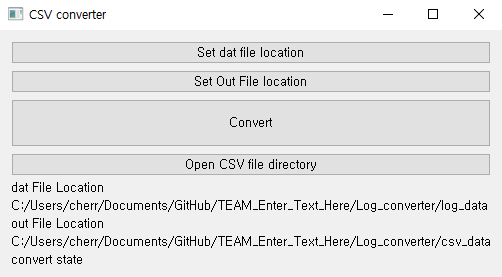 CSV converter
Set dat file location
Set Out File location
Convert
Open CSV file directory
dat File Location
C:/Users/cherr/Documents/GitHub/TEAM_Enter_Text_Here/Log_converter/log_data
out File Location
C:/Users/cherr/Documents/GitHub/TEAM_Enter_Text_Here/Log_converter/csv_data
convert state